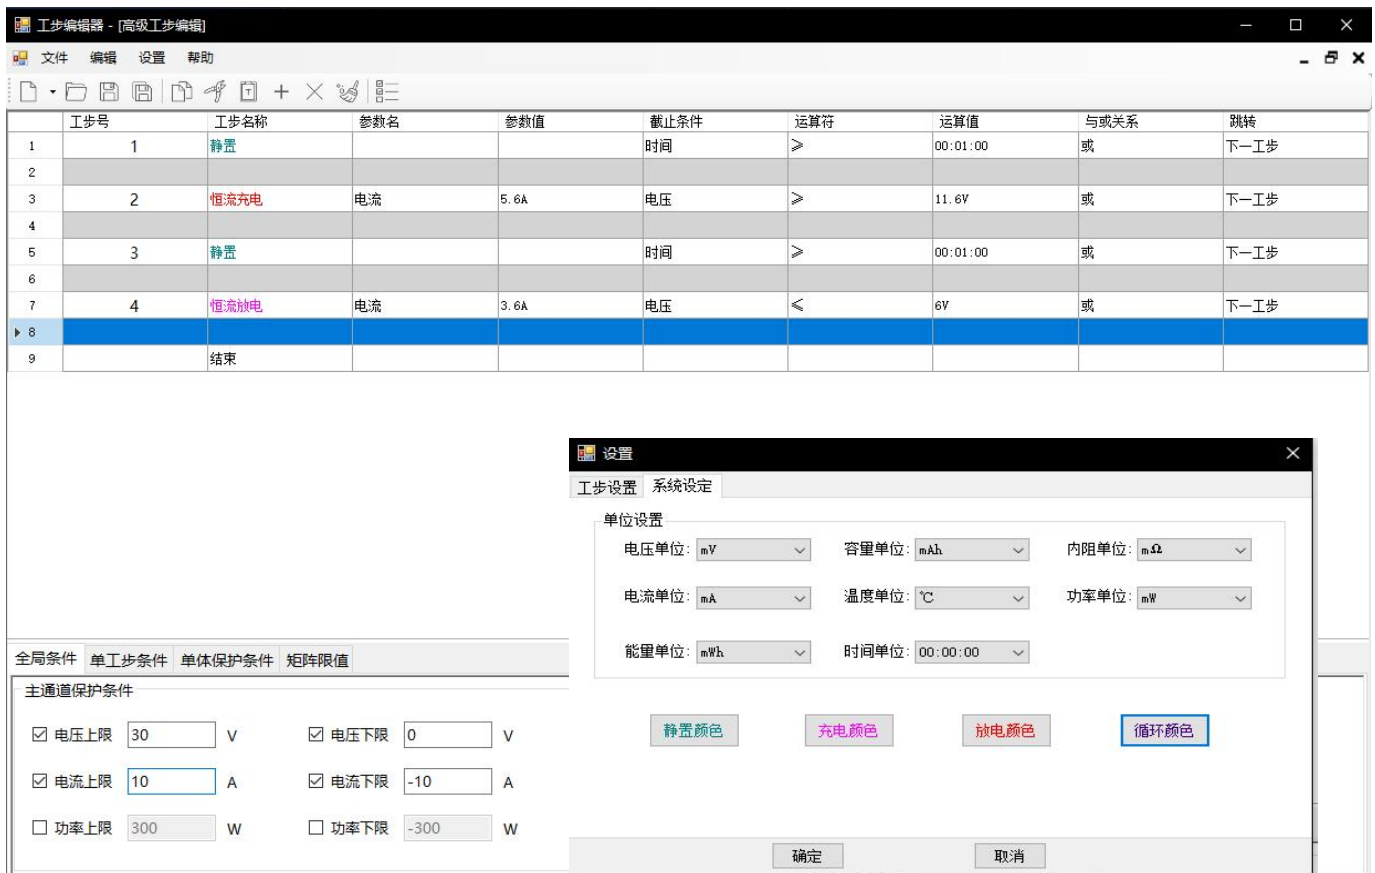 工步编辑器 - [高级工步编辑]
文件 编辑 设置 帮助
工步号 工步名称 参数名 参数值 截止条件 运算符 运算值 与或关系 跳转
1 1 静置 时间 ≥ 00:01:00 或 下一工步
2
3 2 恒流充电 电流 5.6A 电压 ≥ 11.6V 或 下一工步
4
5 3 静置 时间 ≥ 00:01:00 或 下一工步
6
7 4 恒流放电 电流 3.6A 电压 ≤ 6V 或 下一工步
8
9 结束
设置
工步设置 系统设定
单位设置
电压单位: mV 容量单位: mAh 内阻单位: mΩ
电流单位: mA 温度单位: ℃ 功率单位: mW
能量单位: mWh 时间单位: 00:00:00
静置颜色 充电颜色 放电颜色 循环颜色
确定 取消
全局条件 单工步条件 单体保护条件 矩阵限值
主通道保护条件
电压上限 30 V 电压下限 0 V
电流上限 10 A 电流下限 -10 A
功率上限 300 W 功率下限 -300 W